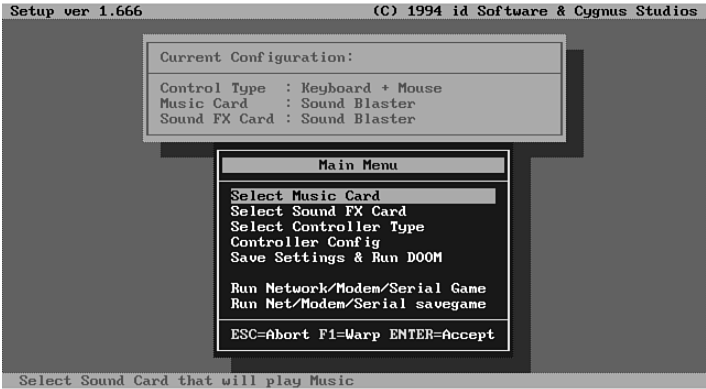 Setup ver 1.666 (C) 1994 id Software & Cygnus Studios
Current Configuration:
Control Type : Keyboard + Mouse
Music Card : Sound Blaster
Sound FX Card : Sound Blaster
Main Menu
Select Music Card
Select Sound FX Card
Select Controller Type
Controller Config
Save Settings & Run DOOM
Run Network/Modem/Serial Game
Run Net/Modem/Serial savegame
ESC=Abort F1=Warp ENTER=Accept
Select Sound Card that will play Music